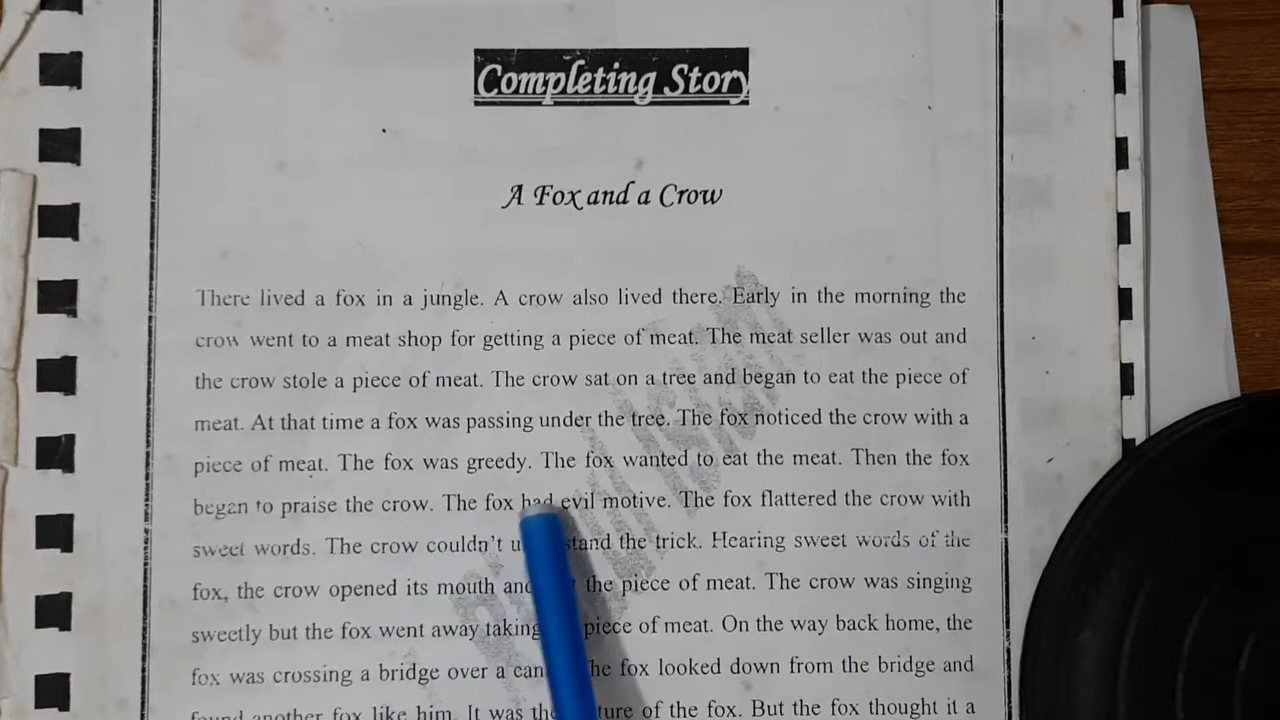 Completing Story
A Fox and a Crow
There lived a fox in a jungle. A crow also lived there. Early in the morning the
crow went to a meat shop for getting a piece of meat. The meat seller was out and
the crow stole a piece of meat. The crow sat on a tree and began to eat the piece of
meat. At that time a fox was passing under the tree. The fox noticed the crow with a
piece of meat. The fox was greedy. The fox wanted to eat the meat. Then the fox
began to praise the crow. The fox had evil motive. The fox flattered the crow with
sweet words. The crow couldn't the trick. Hearing sweet words of the
fox, the crow opened its mouth the piece of meat. The crow was singing
sweetly but the fox went away taking piece of meat. On the way back home, the
fox was crossing a bridge over a fox looked down from the bridge and
found another fox like him. It was of the fox. But the fox thought it a